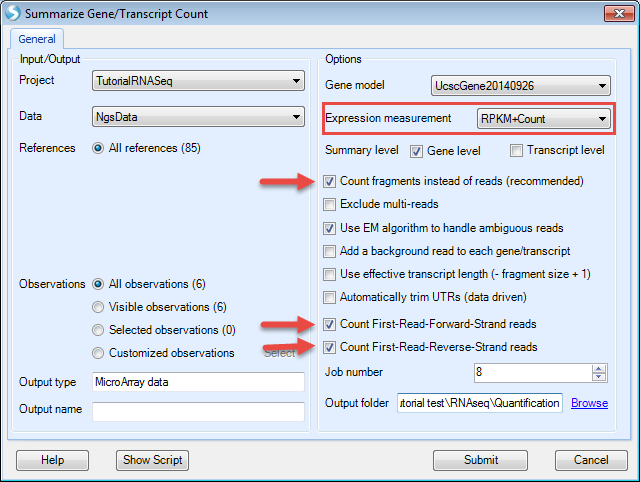 Summarize Gene/Transcript Count
General
Input/Output
Project TutorialRNASeq
Data NgsData
References All references (85)
Observations All observations (6)
Visible observations (6)
Selected observations (0)
Customized observations Select
Output type MicroArray data
Output name
Options
Gene model UcscGene20140926
Expression measurement RPKM+Count
Summary level Gene level Transcript level
Count fragments instead of reads (recommended)
Exclude multi-reads
Use EM algorithm to handle ambiguous reads
Add a background read to each gene/transcript
Use effective transcript length (- fragment size + 1)
Automatically trim UTRs (data driven)
Count First-Read-Forward-Strand reads
Count First-Read-Reverse-Strand reads
Job number 8
Output folder utorial test\RNAseq\Quantification Browse
Help Show Script Submit Cancel